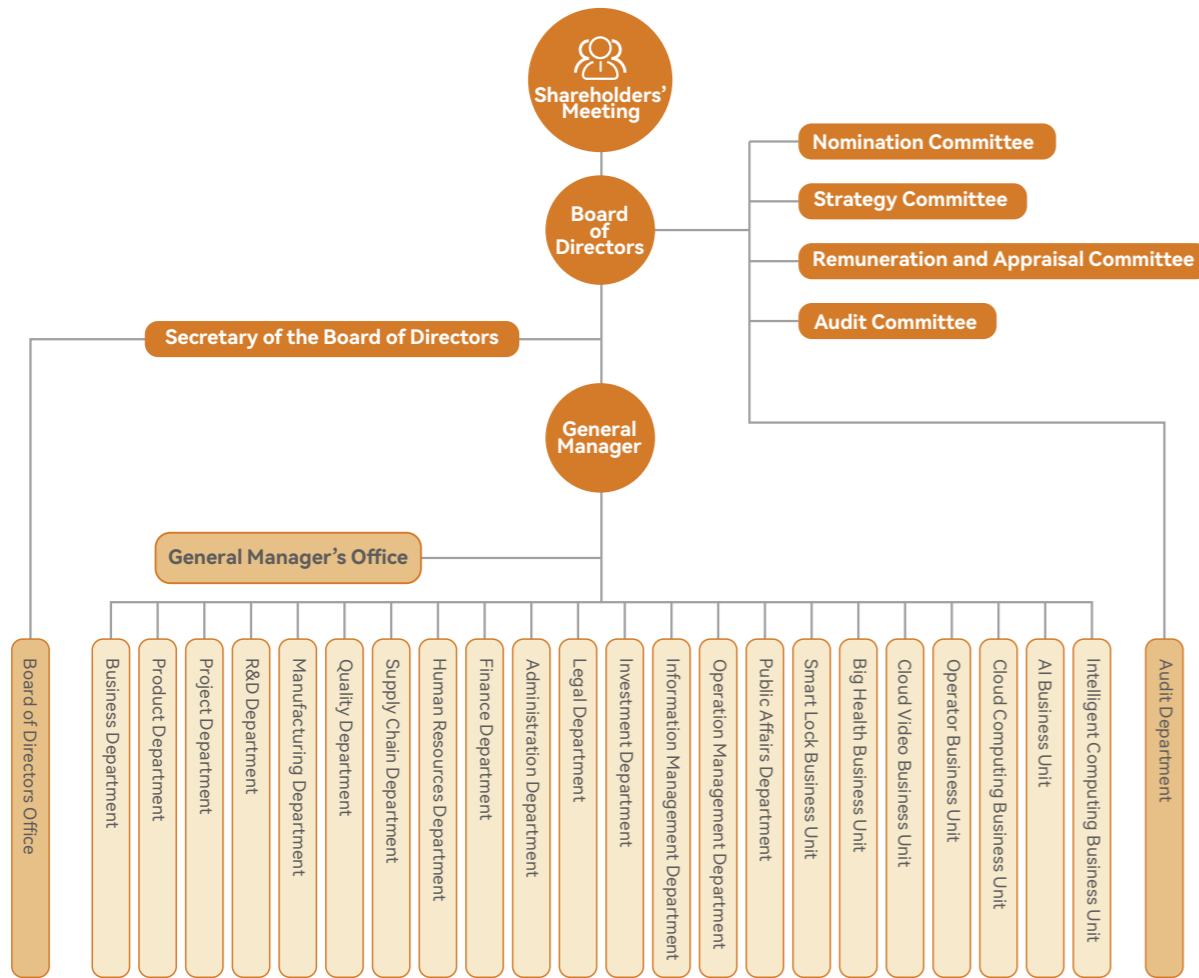 Shareholders’
Meeting
Nomination Committee
Strategy Committee
Board
of
Directors
Remuneration and Appraisal Committee
Audit Committee
Secretary of the Board of Directors
General
Manager
General Manager’s Office
Board of Directors Office
Business Department
Product Department
Project Department
R&D Department
Manufacturing Department
Quality Department
Supply Chain Department
Human Resources Department
Finance Department
Administration Department
Legal Department
Investment Department
Information Management Department
Operation Management Department
Public Affairs Department
Smart Lock Business Unit
Big Health Business Unit
Cloud Video Business Unit
Operator Business Unit
Cloud Computing Business Unit
AI Business Unit
Intelligent Computing Business Unit
Audit Department